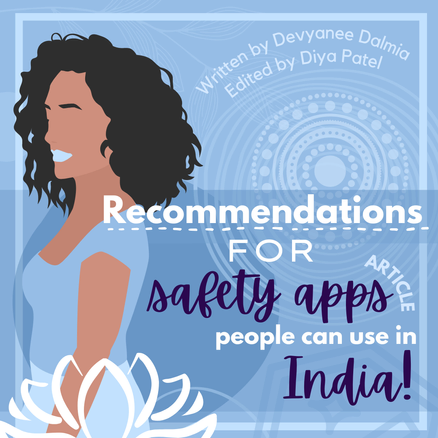 Written by Devyanee Dalmia
Edited by Diya Patel
Recommendations
FOR
safety apps
ARTICLE
people can use in
India!